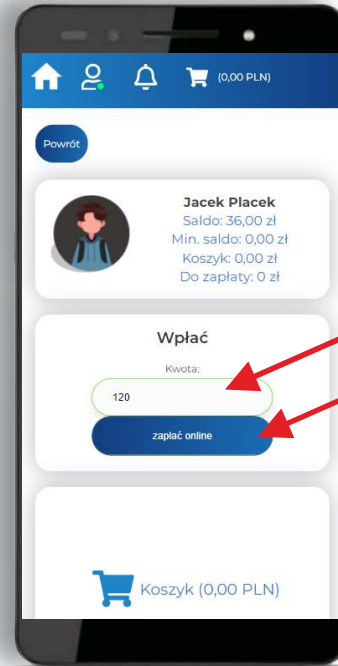 (0,00 PLN)
Powrót
Jacek Placek
Saldo: 36,00 zł
Min. saldo: 0,00 zł
Koszyk: 0,00 zł
Do zapłaty: 0 zł
Wpłać
Kwota:
120
zapłać online
Koszyk (0,00 PLN)